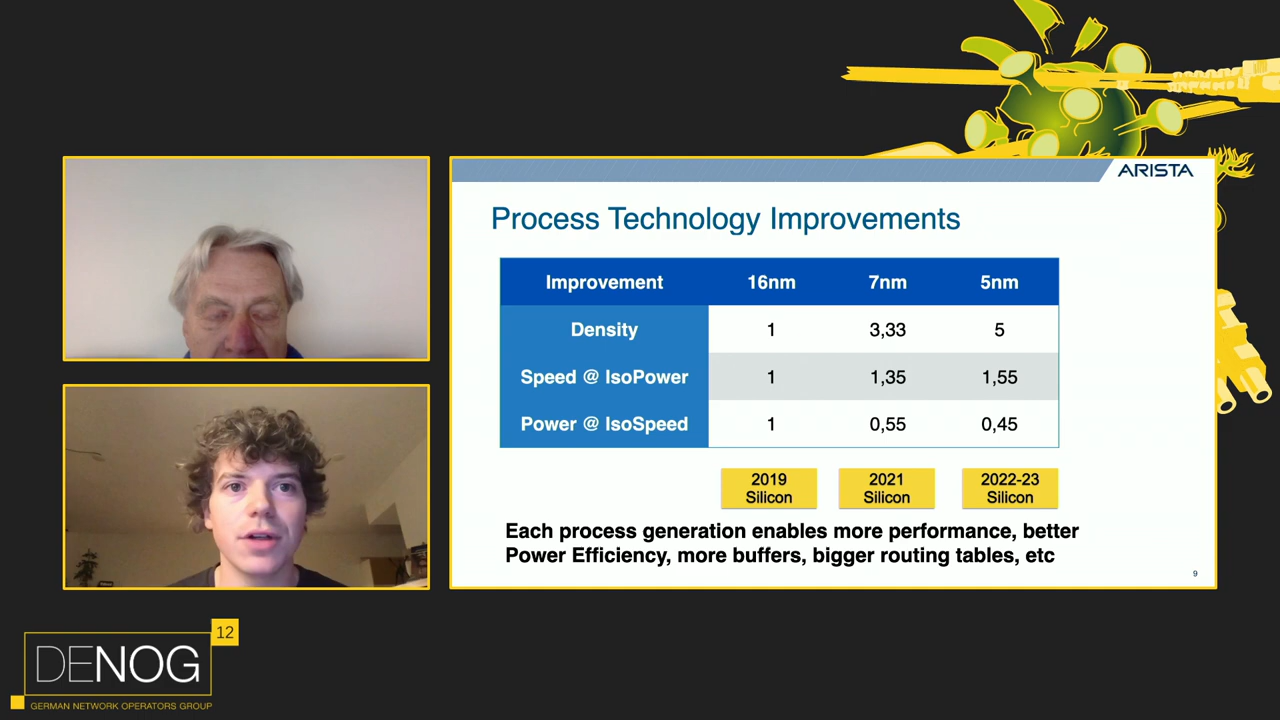 ARISTA
Process Technology Improvements
Improvement 16nm 7nm 5nm
Density 1 3,33 5
Speed @ IsoPower 1 1,35 1,55
Power @ IsoSpeed 1 0,55 0,45
2019 Silicon
2021 Silicon
2022-23 Silicon
Each process generation enables more performance, better
Power Efficiency, more buffers, bigger routing tables, etc
9
12
DENOG
GERMAN NETWORK OPERATORS GROUP